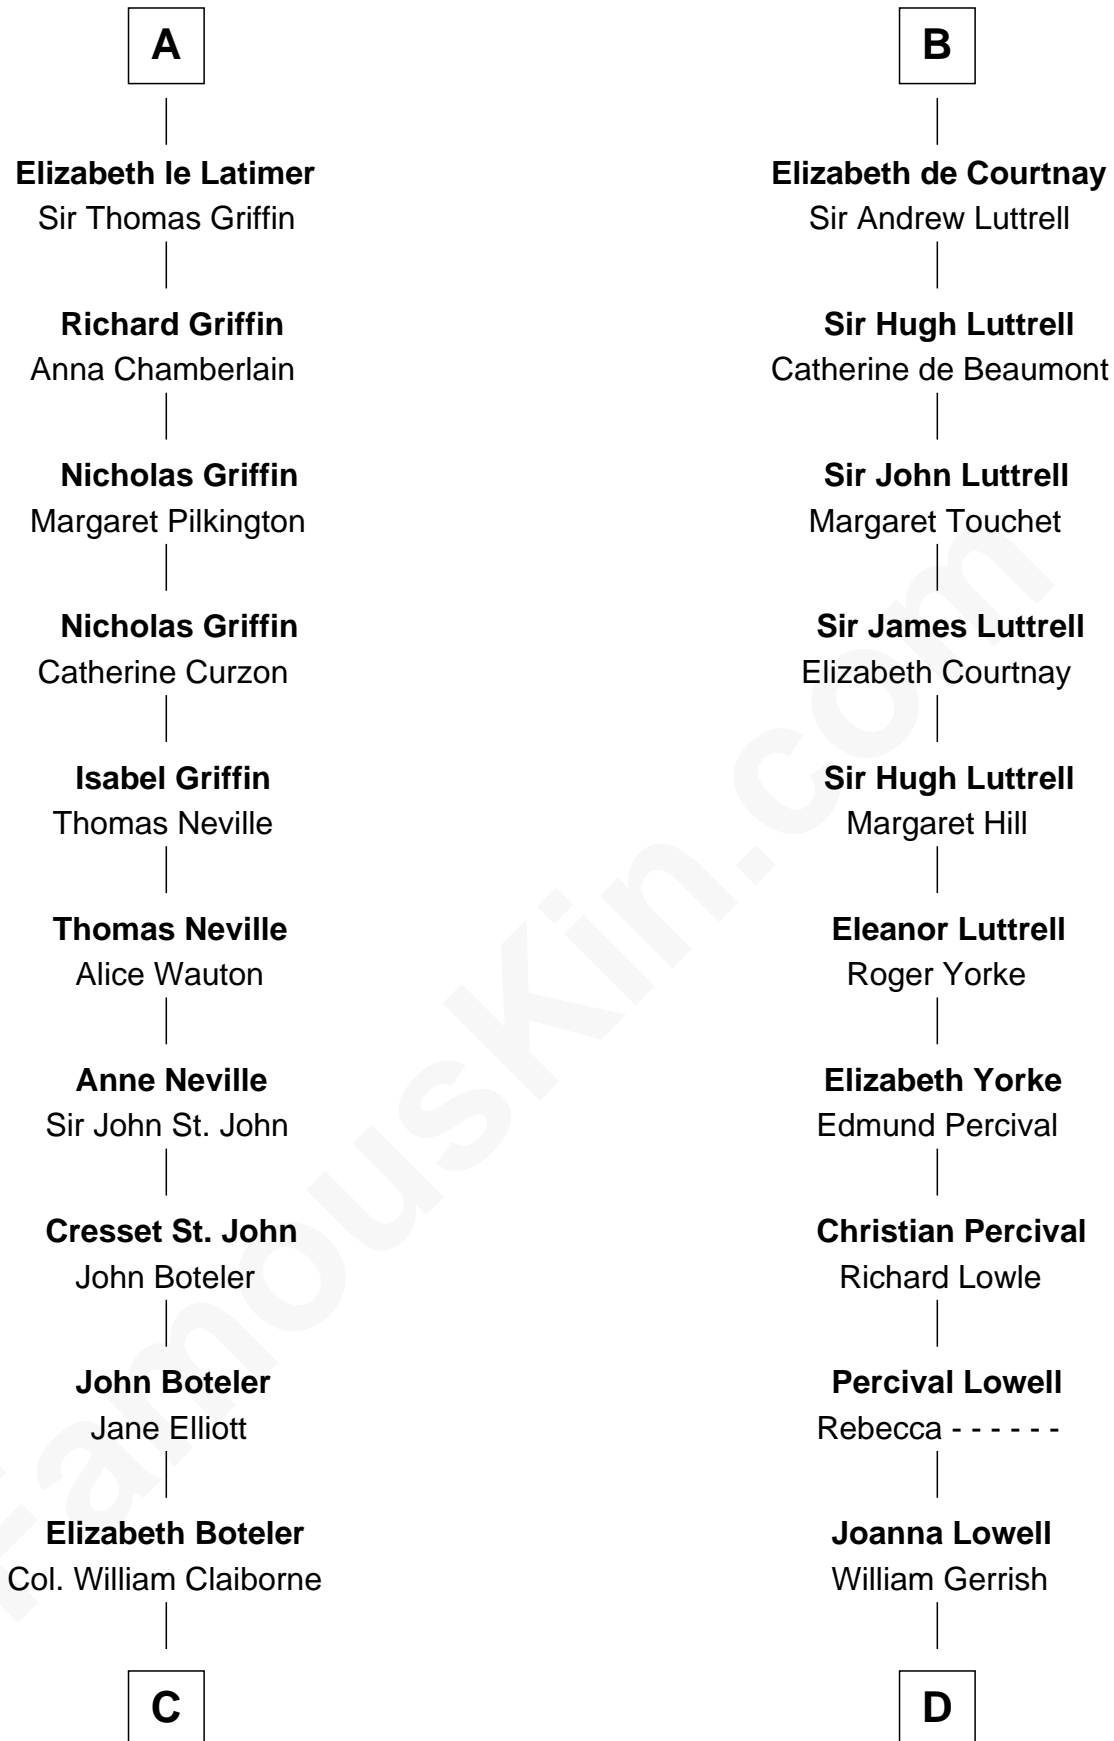 A
Elizabeth le Latimer
Sir Thomas Griffin
Richard Griffin
Anna Chamberlain
Nicholas Griffin
Margaret Pilkington
Nicholas Griffin
Catherine Curzon
Isabel Griffin
Thomas Neville
Thomas Neville
Alice Wauton
Anne Neville
Sir John St. John
Cresset St. John
John Boteler
John Boteler
Jane Elliott
Elizabeth Boteler
Col. William Claiborne
C
B
Elizabeth de Courtnay
Sir Andrew Luttrell
Sir Hugh Luttrell
Catherine de Beaumont
Sir John Luttrell
Margaret Touchet
Sir James Luttrell
Elizabeth Courtnay
Sir Hugh Luttrell
Margaret Hill
Eleanor Luttrell
Roger Yorke
Elizabeth Yorke
Edmund Percival
Christian Percival
Richard Lowle
Percival Lowell
Rebecca - - - - - -
Joanna Lowell
William Gerrish
D
FamousKin.com